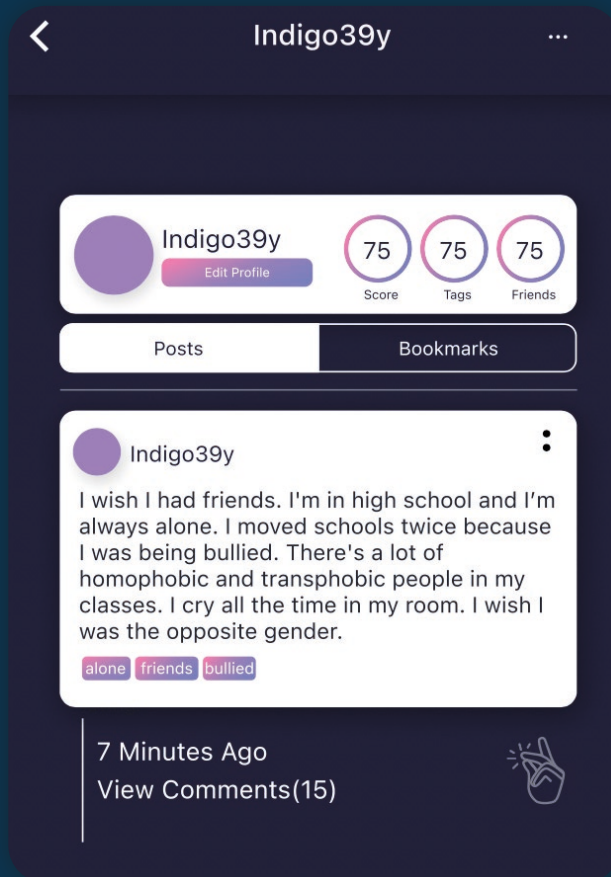 Indigo39y
...
Indigo39y
Edit Profile
75
75
75
Score
Tags
Friends
Posts
Bookmarks
Indigo39y
I wish I had friends. I'm in high school and I’m
always alone. I moved schools twice because
I was being bullied. There's a lot of
homophobic and transphobic people in my
classes. I cry all the time in my room. I wish I
was the opposite gender.
alone friends bullied
7 Minutes Ago
View Comments(15)